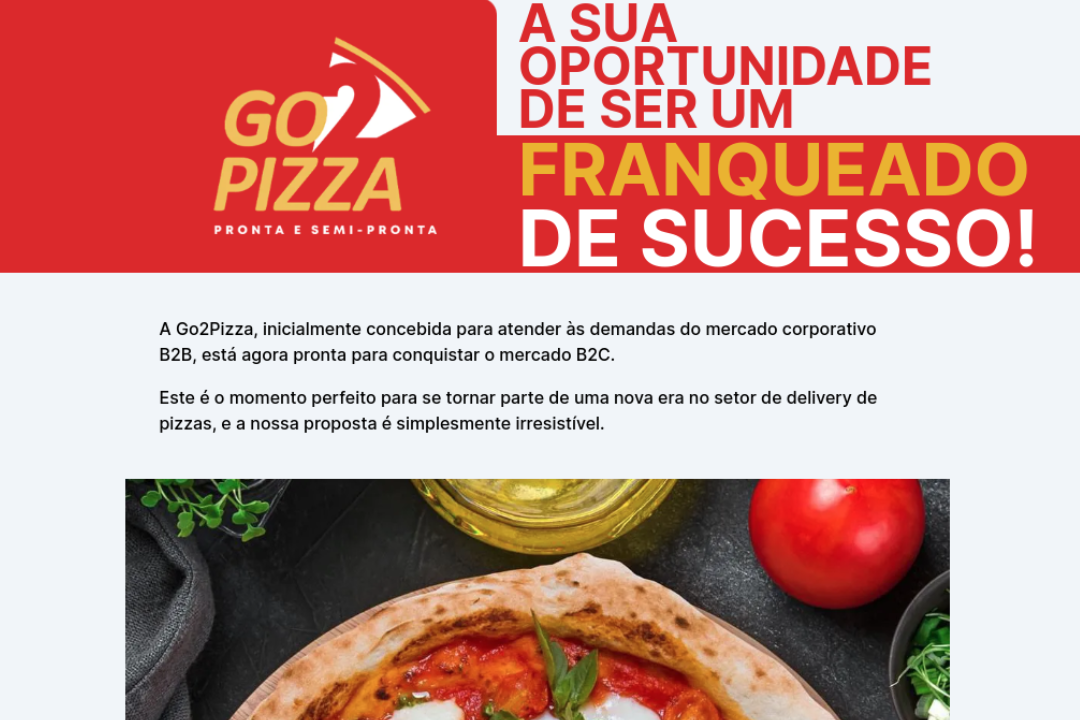 GO2
PIZZA
PRONTA E SEMI-PRONTA
A SUA
OPORTUNIDADE
DE SER UM
FRANQUEADO
DE SUCESSO!
A Go2Pizza, inicialmente concebida para atender às demandas do mercado corporativo
B2B, está agora pronta para conquistar o mercado B2C.
Este é o momento perfeito para se tornar parte de uma nova era no setor de delivery de
pizzas, e a nossa proposta é simplesmente irresistível.